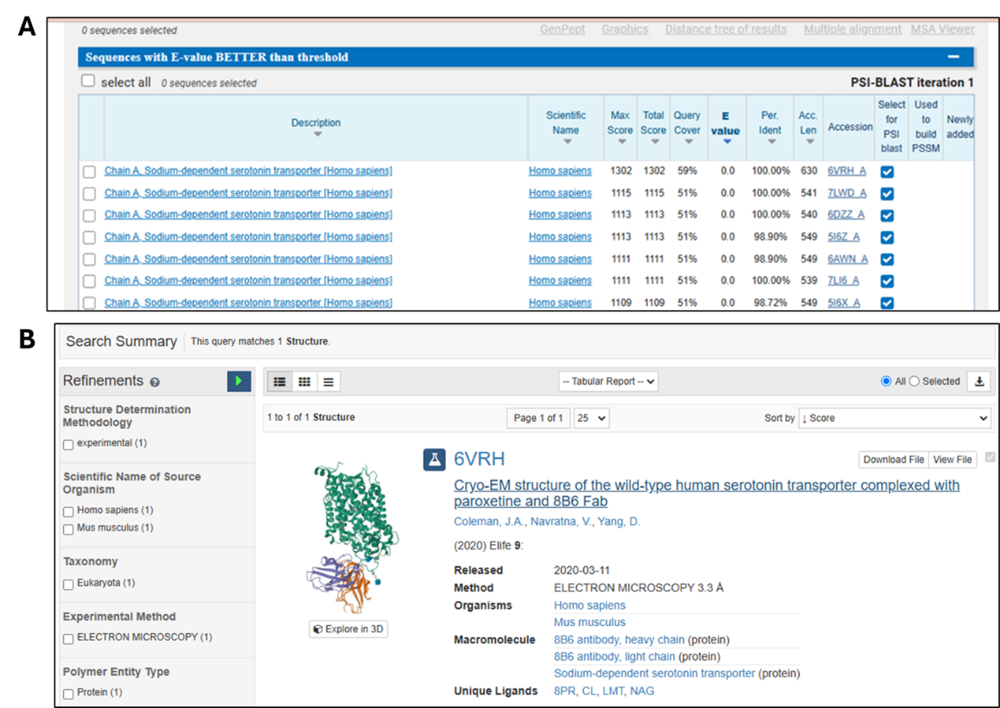 A
0 sequences selected
GenPept Graphics Distance tree of results Multiple alignment MSA Viewer
Sequences with E-value BETTER than threshold
select all 0 sequences selected
PSI-BLAST iteration 1
Description Scientific Name Max Score Total Score Query Cover E value Per. Ident Acc. Len Accession Select for PSI blast Used to build PSSM Newly added
Chain A, Sodium-dependent serotonin transporter [Homo sapiens] Homo sapiens 1302 1302 59% 0.0 100.00% 630 6VRH_A
Chain A, Sodium-dependent serotonin transporter [Homo sapiens] Homo sapiens 1115 1115 51% 0.0 100.00% 541 7LWD_A
Chain A, Sodium-dependent serotonin transporter [Homo sapiens] Homo sapiens 1113 1113 51% 0.0 100.00% 540 6DZZ_A
Chain A, Sodium-dependent serotonin transporter [Homo sapiens] Homo sapiens 1113 1113 51% 0.0 98.90% 549 5I6Z_A
Chain A, Sodium-dependent serotonin transporter [Homo sapiens] Homo sapiens 1111 1111 51% 0.0 98.90% 549 6AWN_A
Chain A, Sodium-dependent serotonin transporter [Homo sapiens] Homo sapiens 1111 1111 51% 0.0 100.00% 539 7LI6_A
Chain A, Sodium-dependent serotonin transporter [Homo sapiens] Homo sapiens 1109 1109 51% 0.0 98.72% 549 5I6X_A
B
Search Summary This query matches 1 Structure.
Refinements
Structure Determination
Methodology
experimental (1)
Scientific Name of Source
Organism
Homo sapiens (1)
Mus musculus (1)
Taxonomy
Eukaryota (1)
Experimental Method
ELECTRON MICROSCOPY (1)
Polymer Entity Type
Protein (1)
-- Tabular Report --
All Selected
1 to 1 of 1 Structure
Page 1 of 1 25
Sort by ↓ Score
Explore in 3D
6VRH
Download File View File
Cryo-EM structure of the wild-type human serotonin transporter complexed with
paroxetine and 8B6 Fab
Coleman, J.A., Navratna, V., Yang, D.
(2020) Elife 9:
Released 2020-03-11
Method ELECTRON MICROSCOPY 3.3 Å
Organisms Homo sapiens
Mus musculus
Macromolecule 8B6 antibody, heavy chain (protein)
8B6 antibody, light chain (protein)
Sodium-dependent serotonin transporter (protein)
Unique Ligands 8PR, CL, LMT, NAG